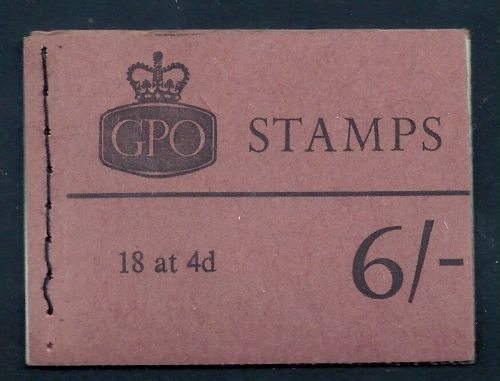 GPO STAMPS
18 at 4d 6/-